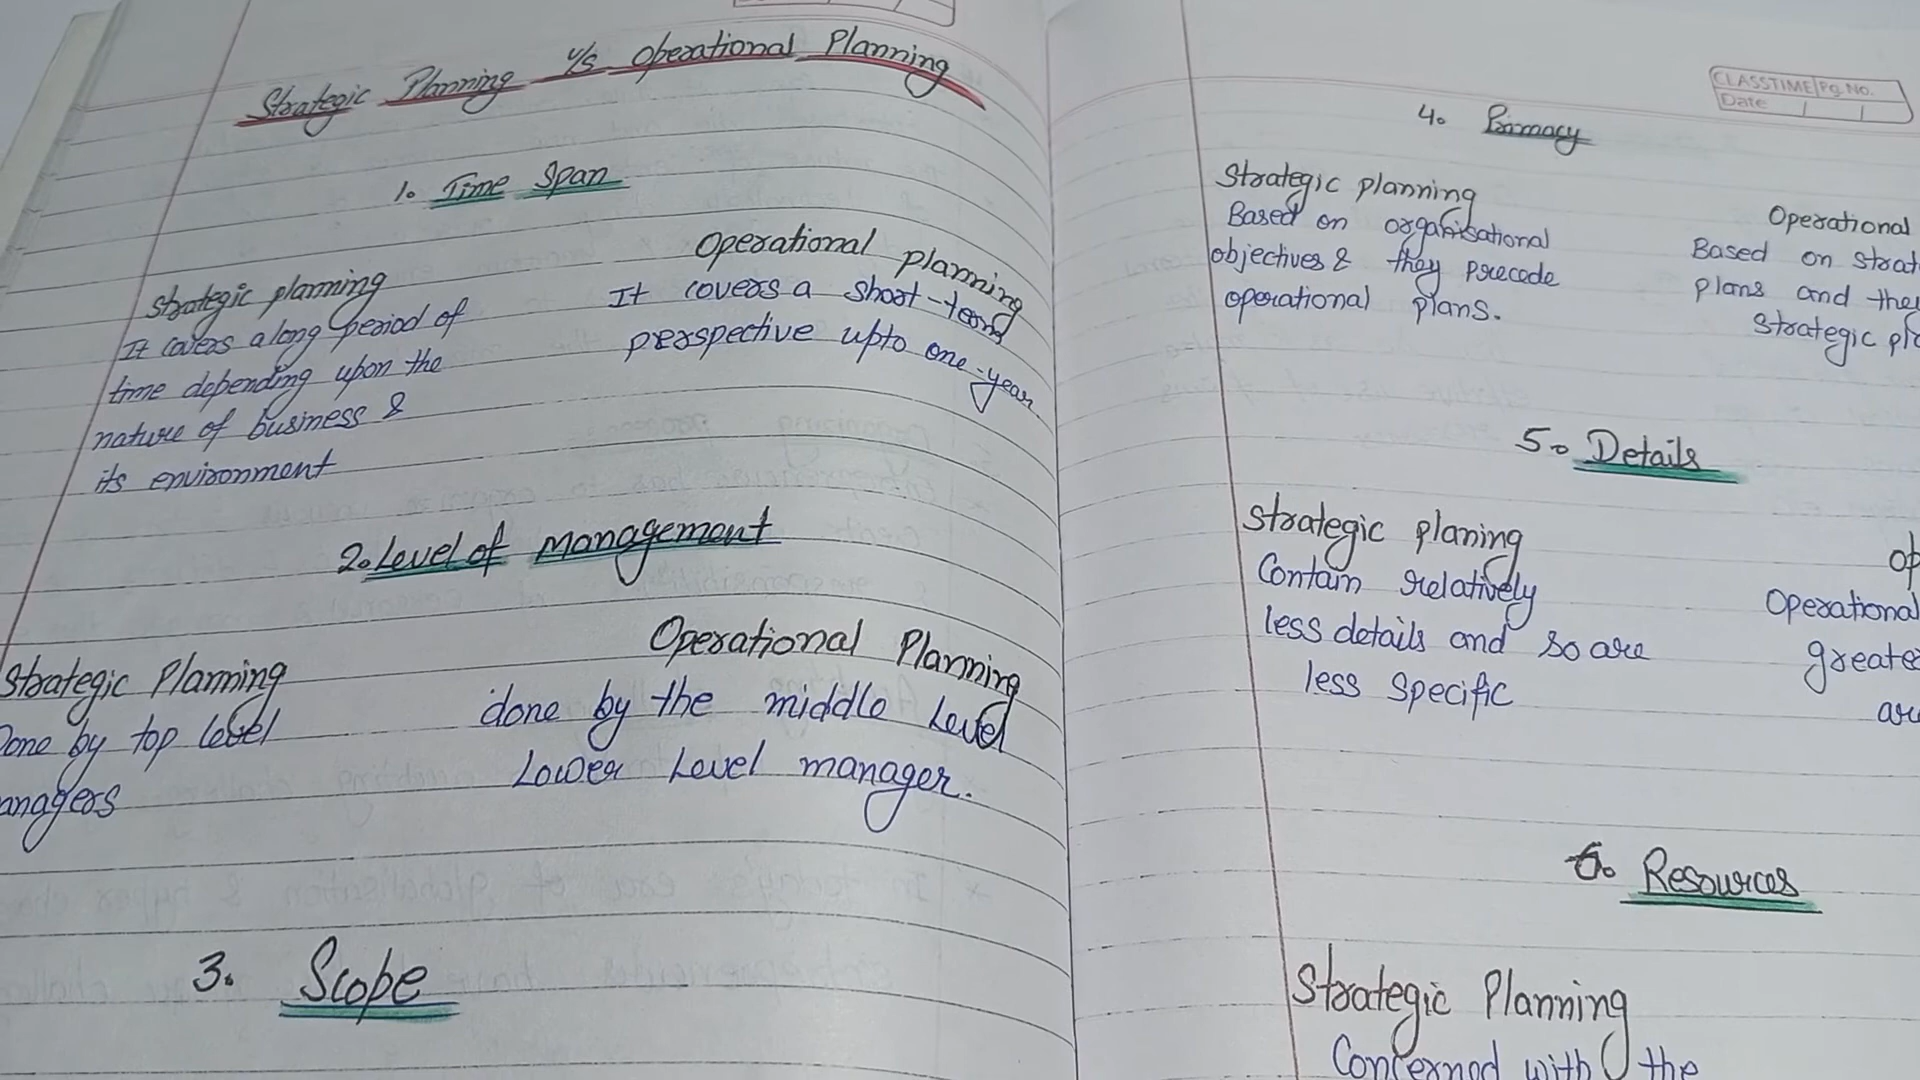 Strategic Planning v/s Operational Planning
1. Time Span
Strategic planning
It covers a long period of
time depending upon the
nature of business &
its environment
Operational planning
It covers a short-term
perspective upto one-year
2. Level of management
Strategic Planning
Done by top level
anagers
Operational Planning
done by the middle Level
Lower Level manager.
3. Scope
CLASSTIME Pg. No.
Date
4. Primacy
Strategic planning
Based on organisational
objectives & they precede
operational plans.
Operational
Based on strat
plans and they
strategic pla
5. Details
Strategic planing
Contain relatively
less details and so are
less specific
op
Operational
greate
are
6. Resources
Strategic Planning
Concerned with the